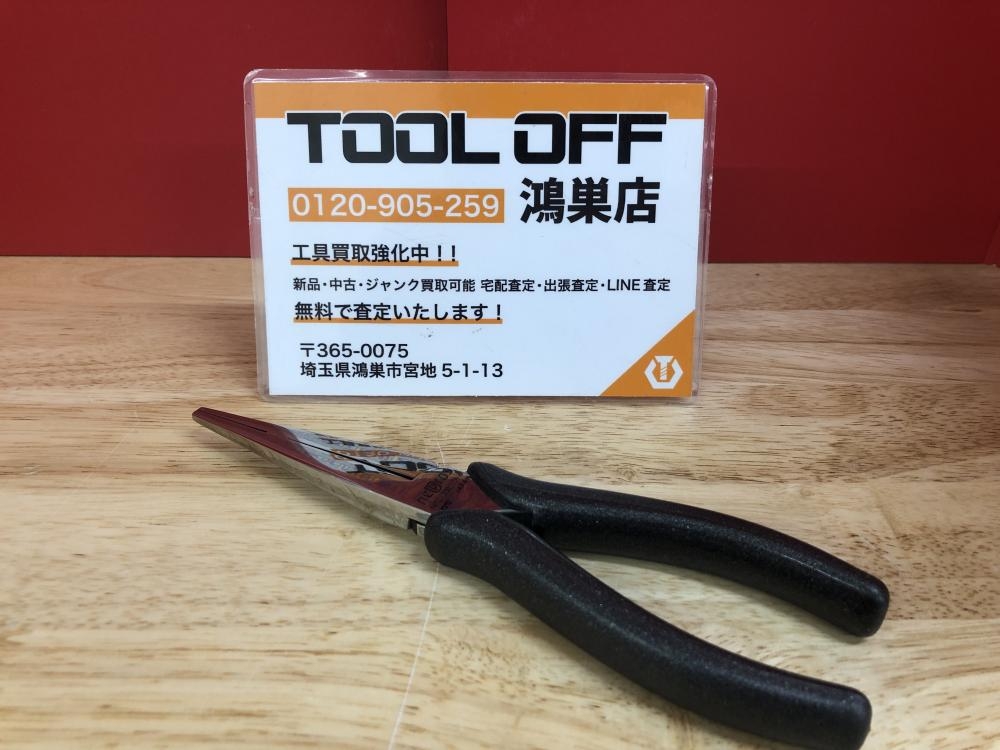 TOOL OFF
0120-905-259 鴻巣店
工具買取強化中!!
新品・中古・ジャンク買取可能 宅配査定・出張査定・LINE査定
無料で査定いたします!
〒365-0075
埼玉県鴻巣市宮地 5-1-13